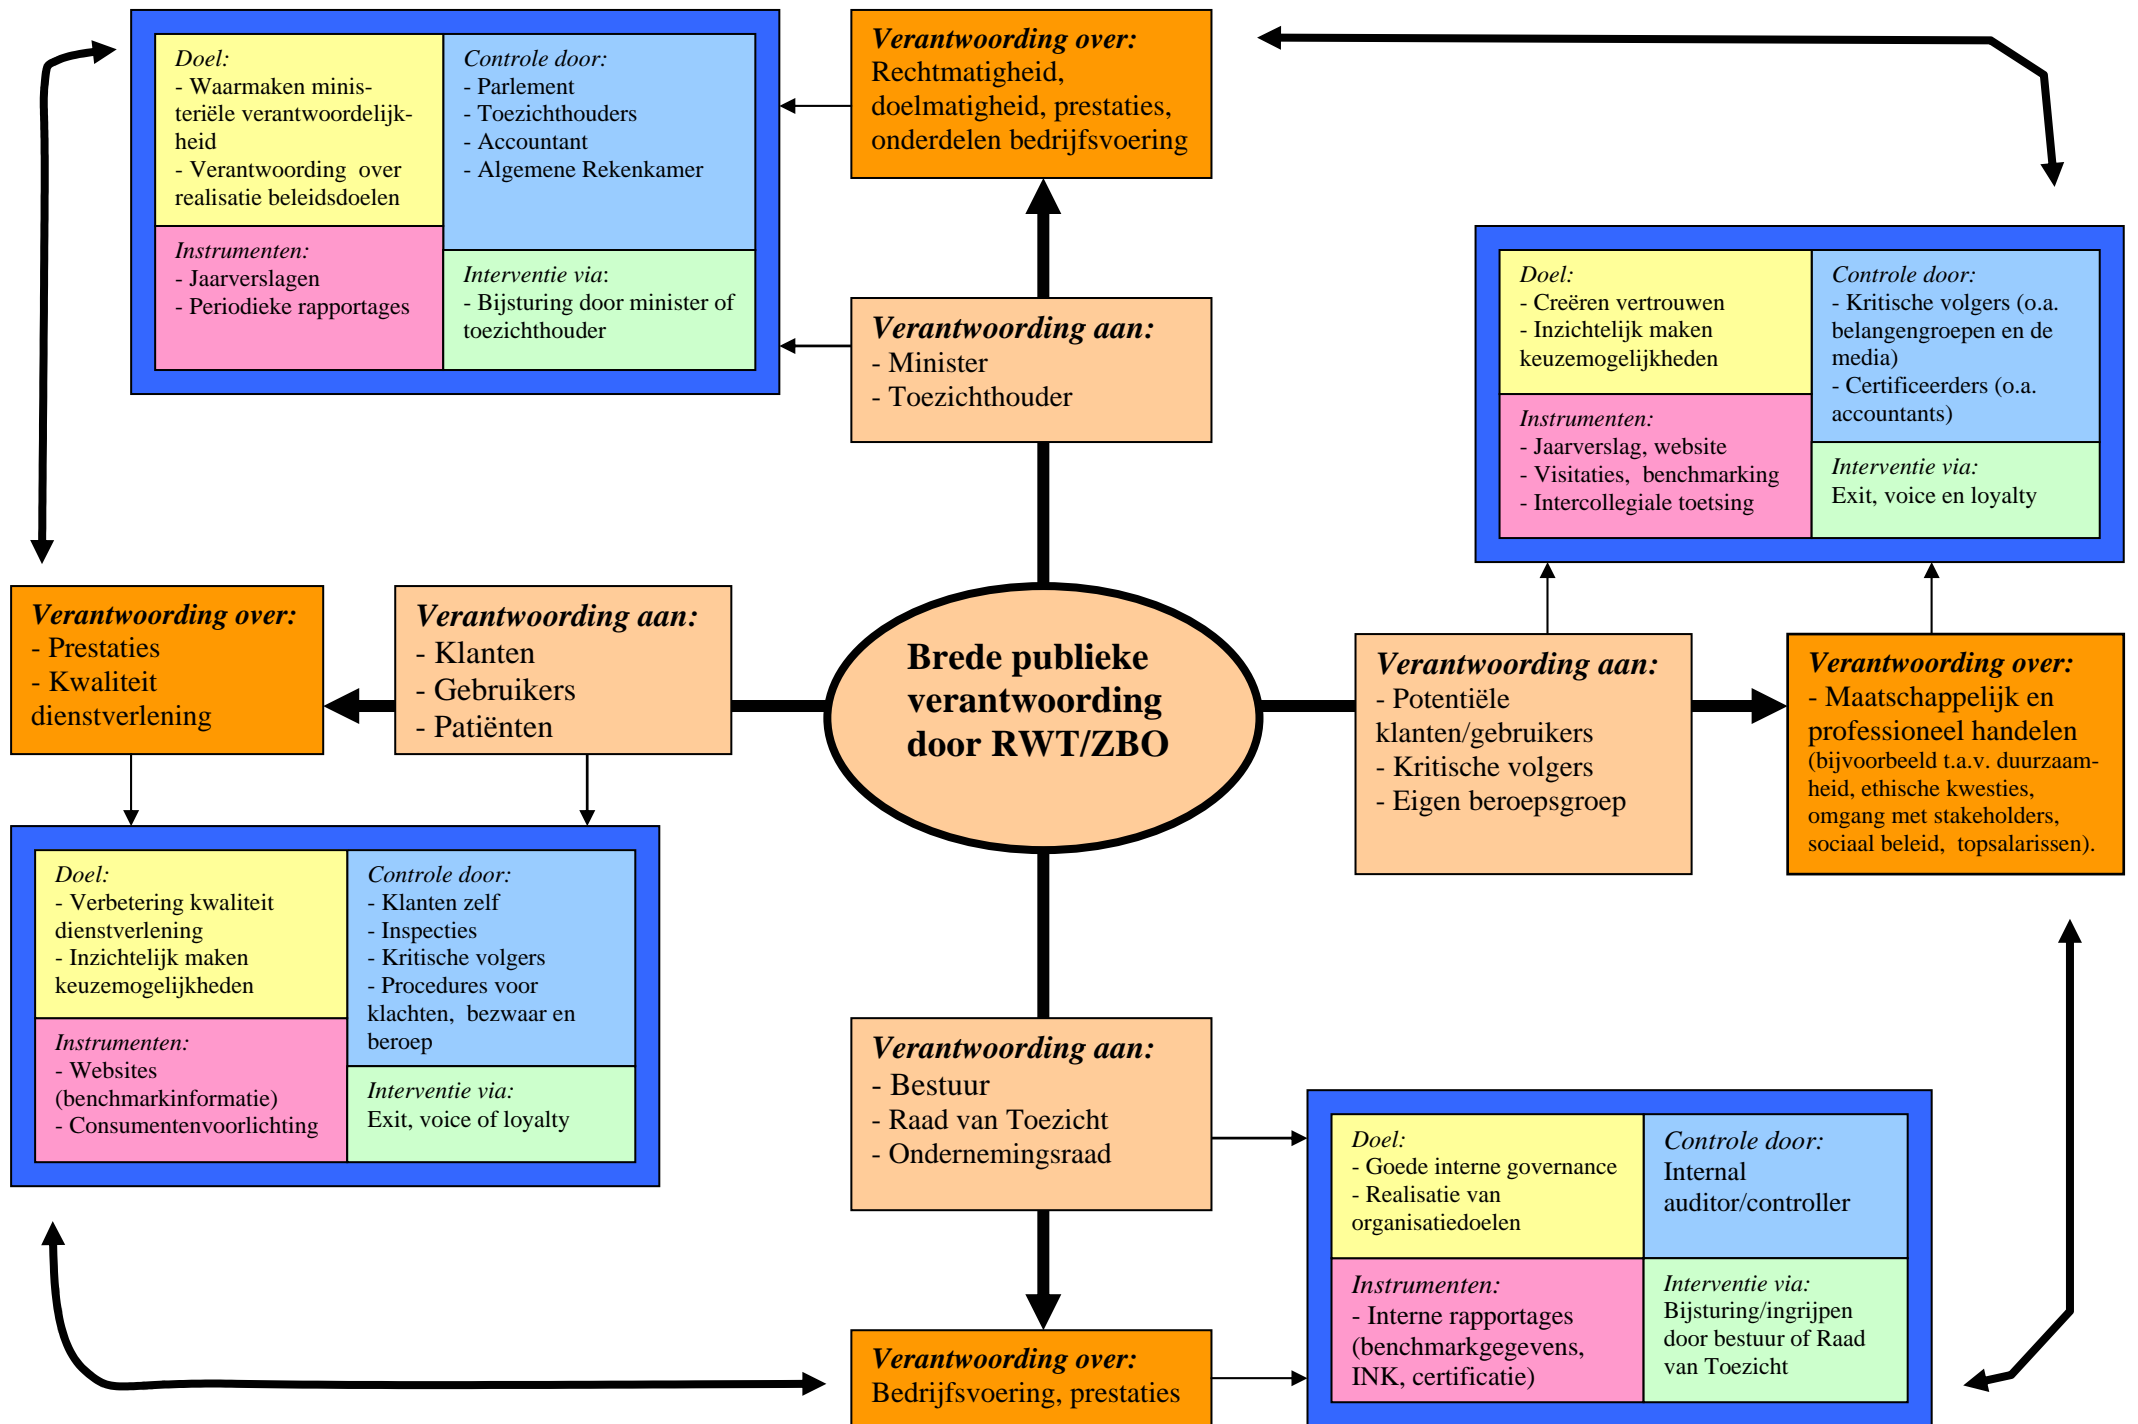 Doel:
- Waarmaken minis-
teriële verantwoordelijk-
heid
- Verantwoording over
realisatie beleidsdoelen
Controle door:
- Parlement
- Toezichthouders
- Accountant
- Algemene Rekenkamer
Instrumenten:
- Jaarverslagen
- Periodieke rapportages
Interventie via:
- Bijsturing door minister of
toezichthouder
Verantwoording over:
Rechtmatigheid,
doelmatigheid, prestaties,
onderdelen bedrijfsvoering
Verantwoording aan:
- Minister
- Toezichthouder
Doel:
- Creëren vertrouwen
- Inzichtelijk maken
keuzemogelijkheden
Controle door:
- Kritische volgers (o.a.
belangengroepen en de
media)
- Certificeerders (o.a.
accountants)
Instrumenten:
- Jaarverslag, website
- Visitaties, benchmarking
- Intercollegiale toetsing
Interventie via:
Exit, voice en loyalty
Verantwoording over:
- Prestaties
- Kwaliteit
dienstverlening
Verantwoording aan:
- Klanten
- Gebruikers
- Patiënten
Brede publieke
verantwoording
door RWT/ZBO
Verantwoording aan:
- Potentiële
klanten/gebruikers
- Kritische volgers
- Eigen beroepsgroep
Verantwoording over:
- Maatschappelijk en
professioneel handelen
(bijvoorbeeld t.a.v. duurzaam-
heid, ethische kwesties,
omgang met stakeholders,
sociaal beleid, topsalarissen).
Doel:
- Verbetering kwaliteit
dienstverlening
- Inzichtelijk maken
keuzemogelijkheden
Controle door:
- Klanten zelf
- Inspecties
- Kritische volgers
- Procedures voor
klachten, bezwaar en
beroep
Instrumenten:
- Websites
(benchmarkinformatie)
- Consumentenvoorlichting
Interventie via:
Exit, voice of loyalty
Verantwoording aan:
- Bestuur
- Raad van Toezicht
- Ondernemingsraad
Doel:
- Goede interne governance
- Realisatie van
organisatiedoelen
Controle door:
Internal
auditor/controller
Instrumenten:
- Interne rapportages
(benchmarkgegevens,
INK, certificatie)
Interventie via:
Bijsturing/ingrijpen
door bestuur of Raad
van Toezicht
Verantwoording over:
Bedrijfsvoering, prestaties